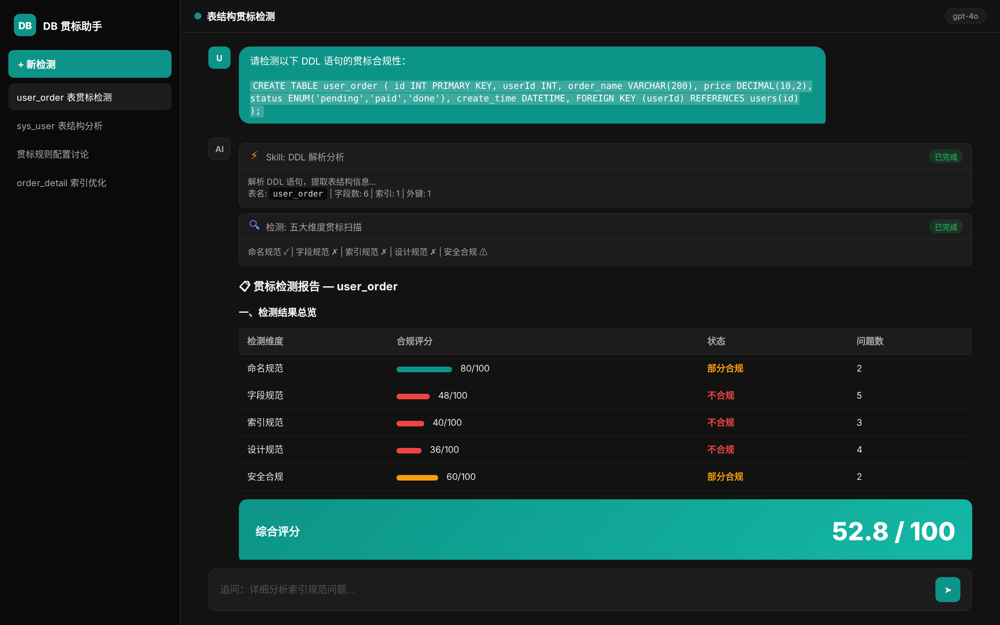 DB DB 贯标助手
+ 新检测
user_order 表贯标检测
sys_user 表结构分析
贯标规则配置讨论
order_detail 索引优化
表结构贯标检测
gpt-4o
U
请检测以下 DDL 语句的贯标合规性：
CREATE TABLE user_order ( id INT PRIMARY KEY, userId INT, order_name VARCHAR(200), price DECIMAL(10,2),
status ENUM('pending','paid','done'), create_time DATETIME, FOREIGN KEY (userId) REFERENCES users(id)
);
AI
⚡ Skill: DDL 解析分析 已完成
解析 DDL 语句，提取表结构信息...
表名: user_order | 字段数: 6 | 索引: 1 | 外键: 1
🔍 检测: 五大维度贯标扫描 已完成
命名规范 ✓ | 字段规范 ✗ | 索引规范 ✗ | 设计规范 ✗ | 安全合规 ⚠
📋 贯标检测报告 — user_order
一、检测结果总览
检测维度 合规评分 状态 问题数
命名规范 80/100 部分合规 2
字段规范 48/100 不合规 5
索引规范 40/100 不合规 3
设计规范 36/100 不合规 4
安全合规 60/100 部分合规 2
综合评分 52.8 / 100
追问：详细分析索引规范问题...
➤